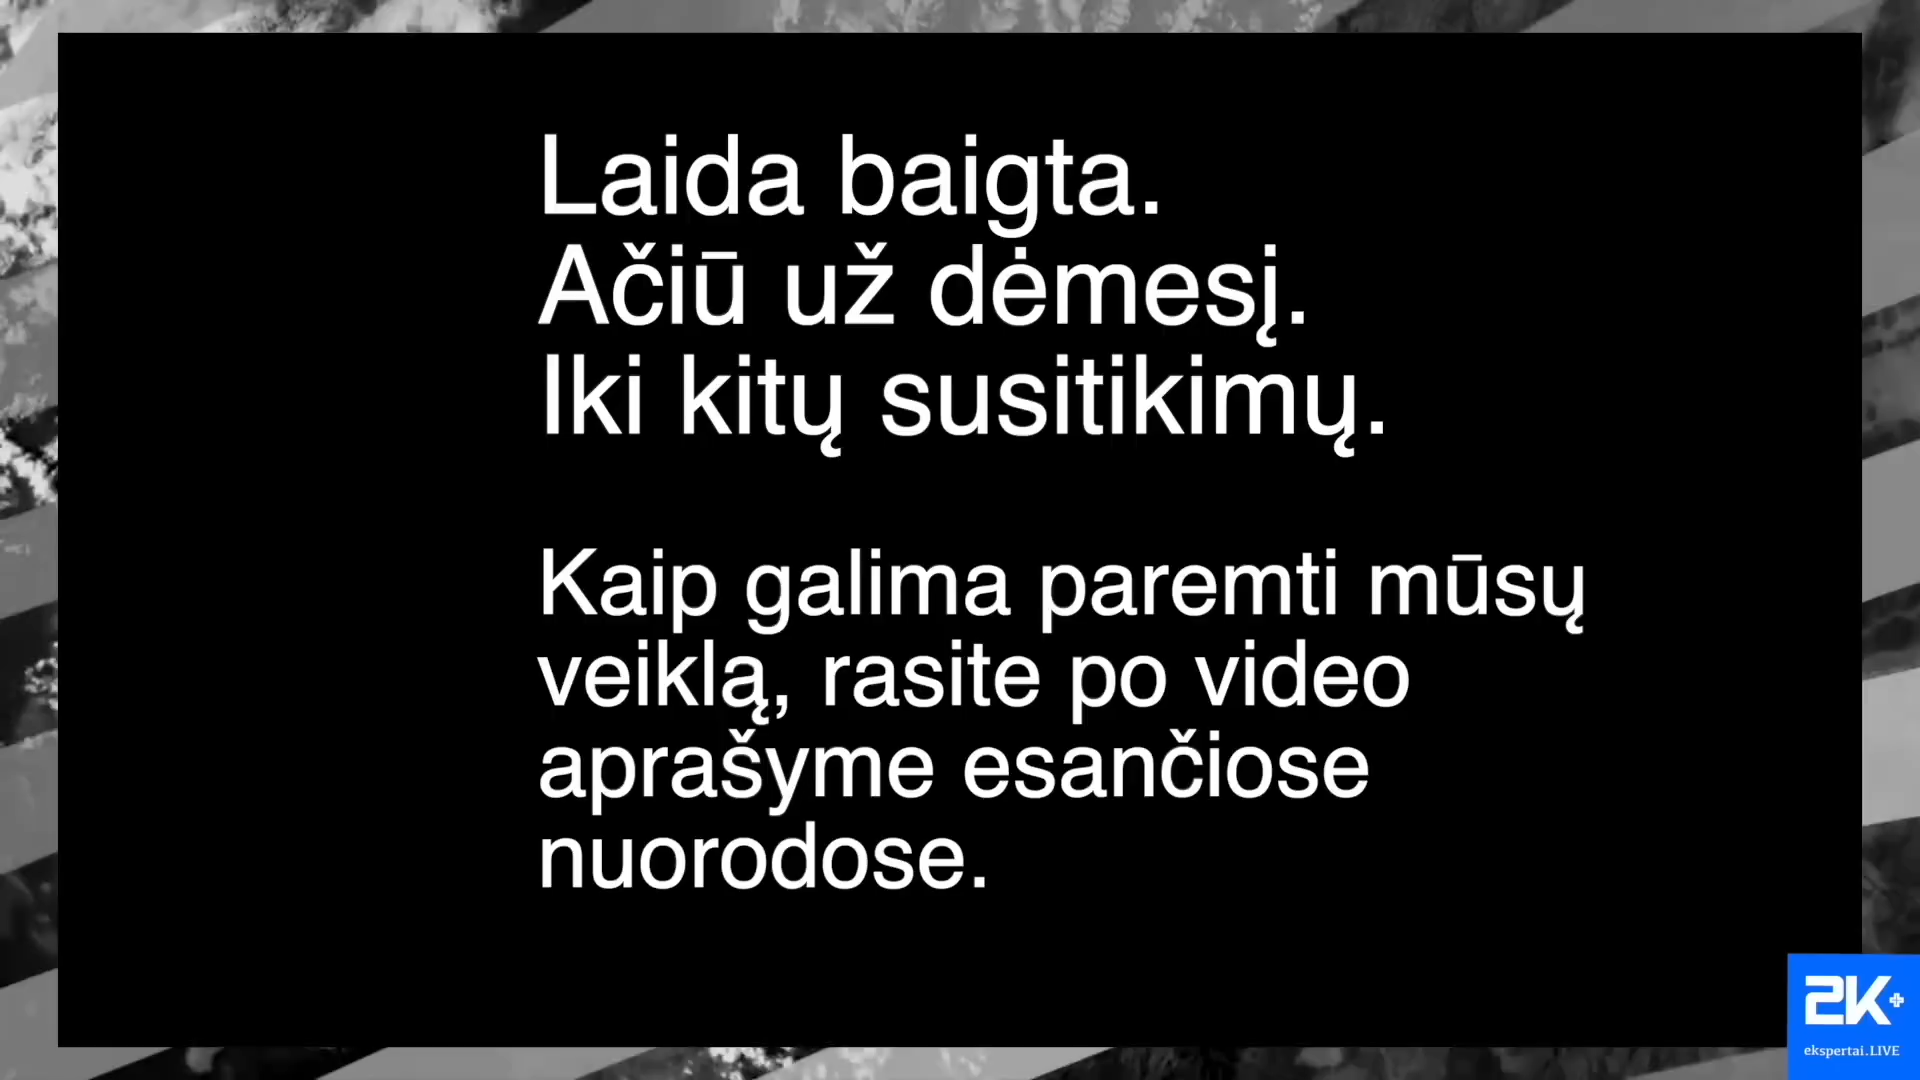 Laida baigta.
Ačiū už dėmesį.
Iki kitų susitikimų.
Kaip galima paremti mūsų
veiklą, rasite po video
aprašyme esančiose
nuorodose.
2K+
ekspertai.LIVE